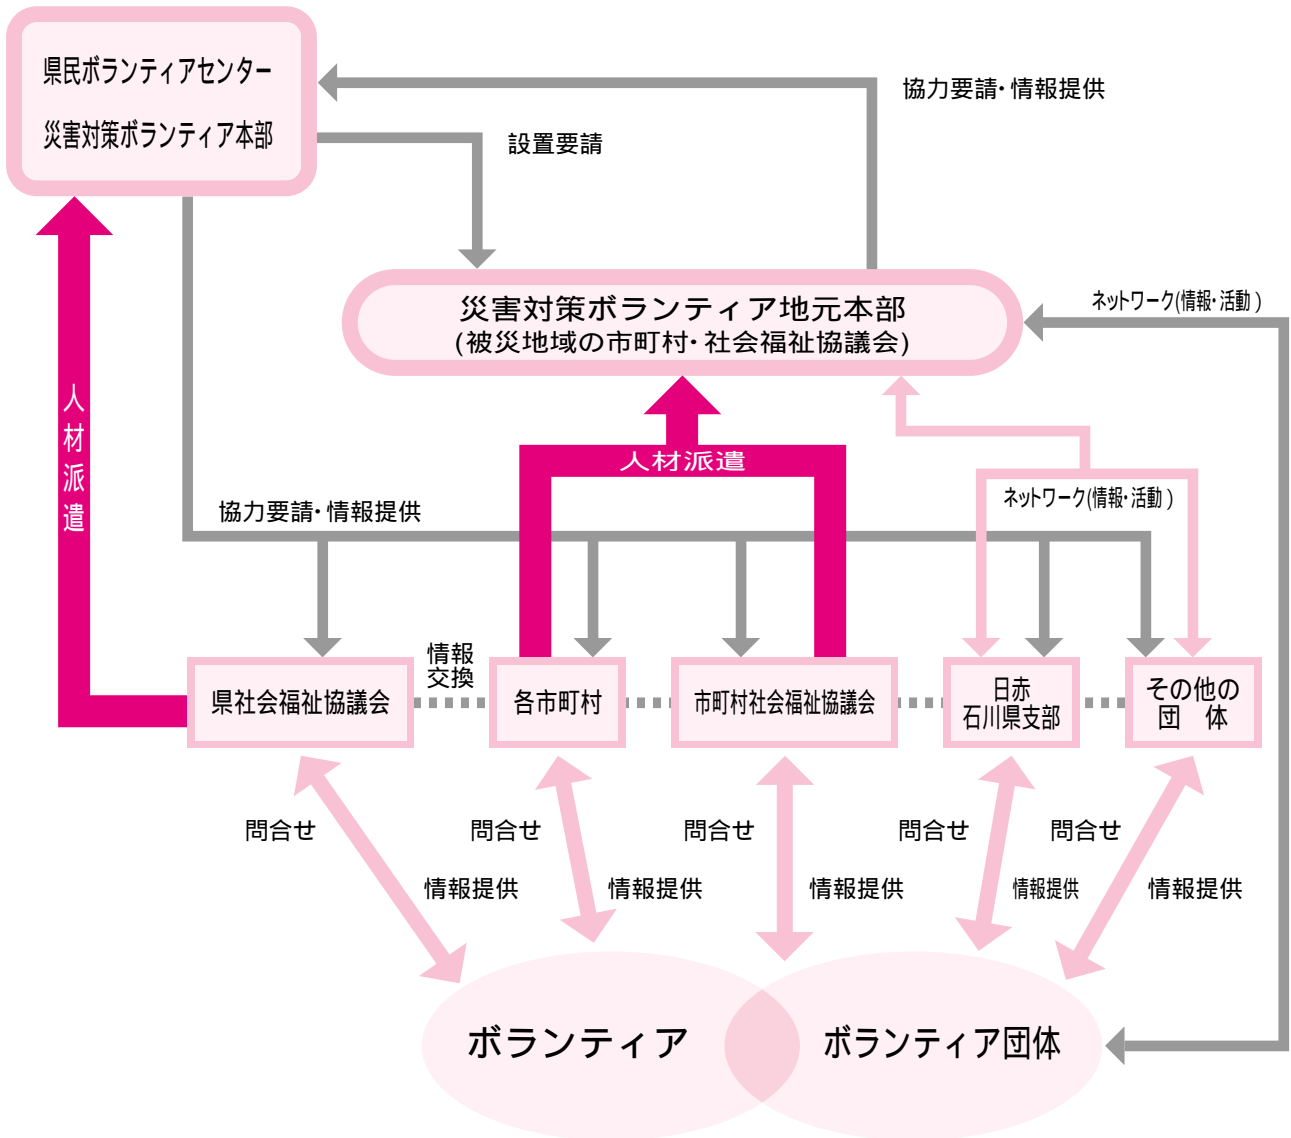 県民ボランティアセンター
災害対策ボランティア本部
協力要請・情報提供
設置要請
災害対策ボランティア地元本部
(被災地域の市町村・社会福祉協議会)
ネットワーク(情報・活動)
人材派遣
人材派遣
ネットワーク(情報・活動)
協力要請・情報提供
情報
交換
県社会福祉協議会
各市町村
市町村社会福祉協議会
日赤
石川県支部
その他の
団　体
問合せ
問合せ
問合せ
問合せ
問合せ
情報提供
情報提供
情報提供
情報提供
情報提供
ボランティア
ボランティア団体